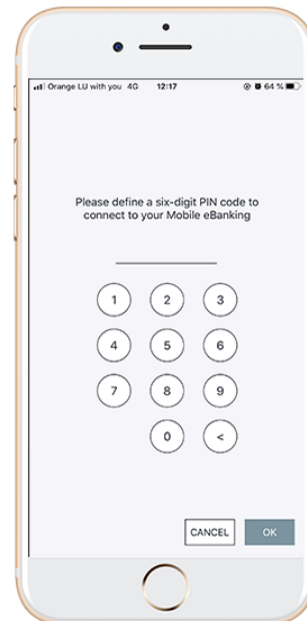 Orange LU with you 4G 12:17 64 %
Please define a six-digit PIN code to
connect to your Mobile eBanking
1 2 3
4 5 6
7 8 9
0 <
CANCEL OK